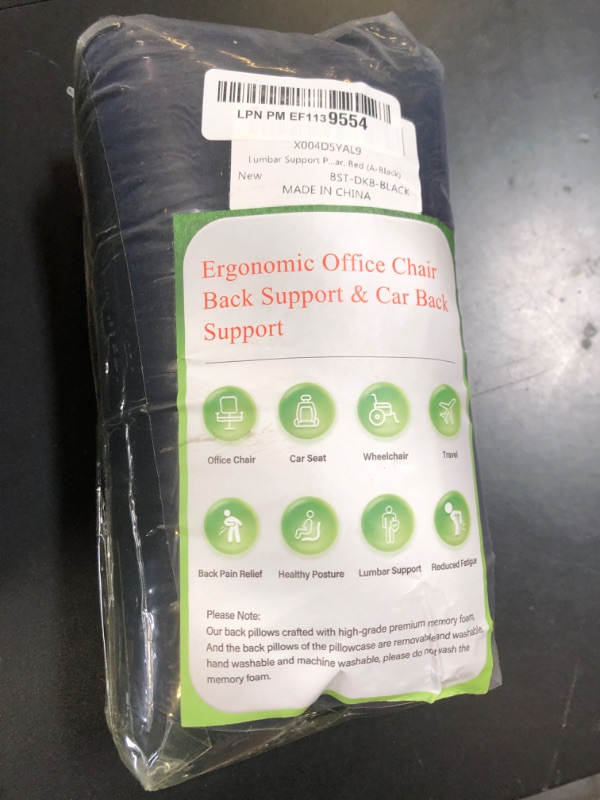 LPN PM EF1139554
X004D5YAL9
Lumbar Support P...ar, Bed (A-Black)
New BST-DKB-BLACK
MADE IN CHINA
Ergonomic Office Chair
Back Support & Car Back
Support
Office Chair Car Seat Wheelchair Travel
Back Pain Relief Healthy Posture Lumbar Support Reduced Fatigue
Please Note:
Our back pillows crafted with high-grade premium memory foam,
And the back pillows of the pillowcase are removable and washable,
hand washable and machine washable, please do not wash the
memory foam.